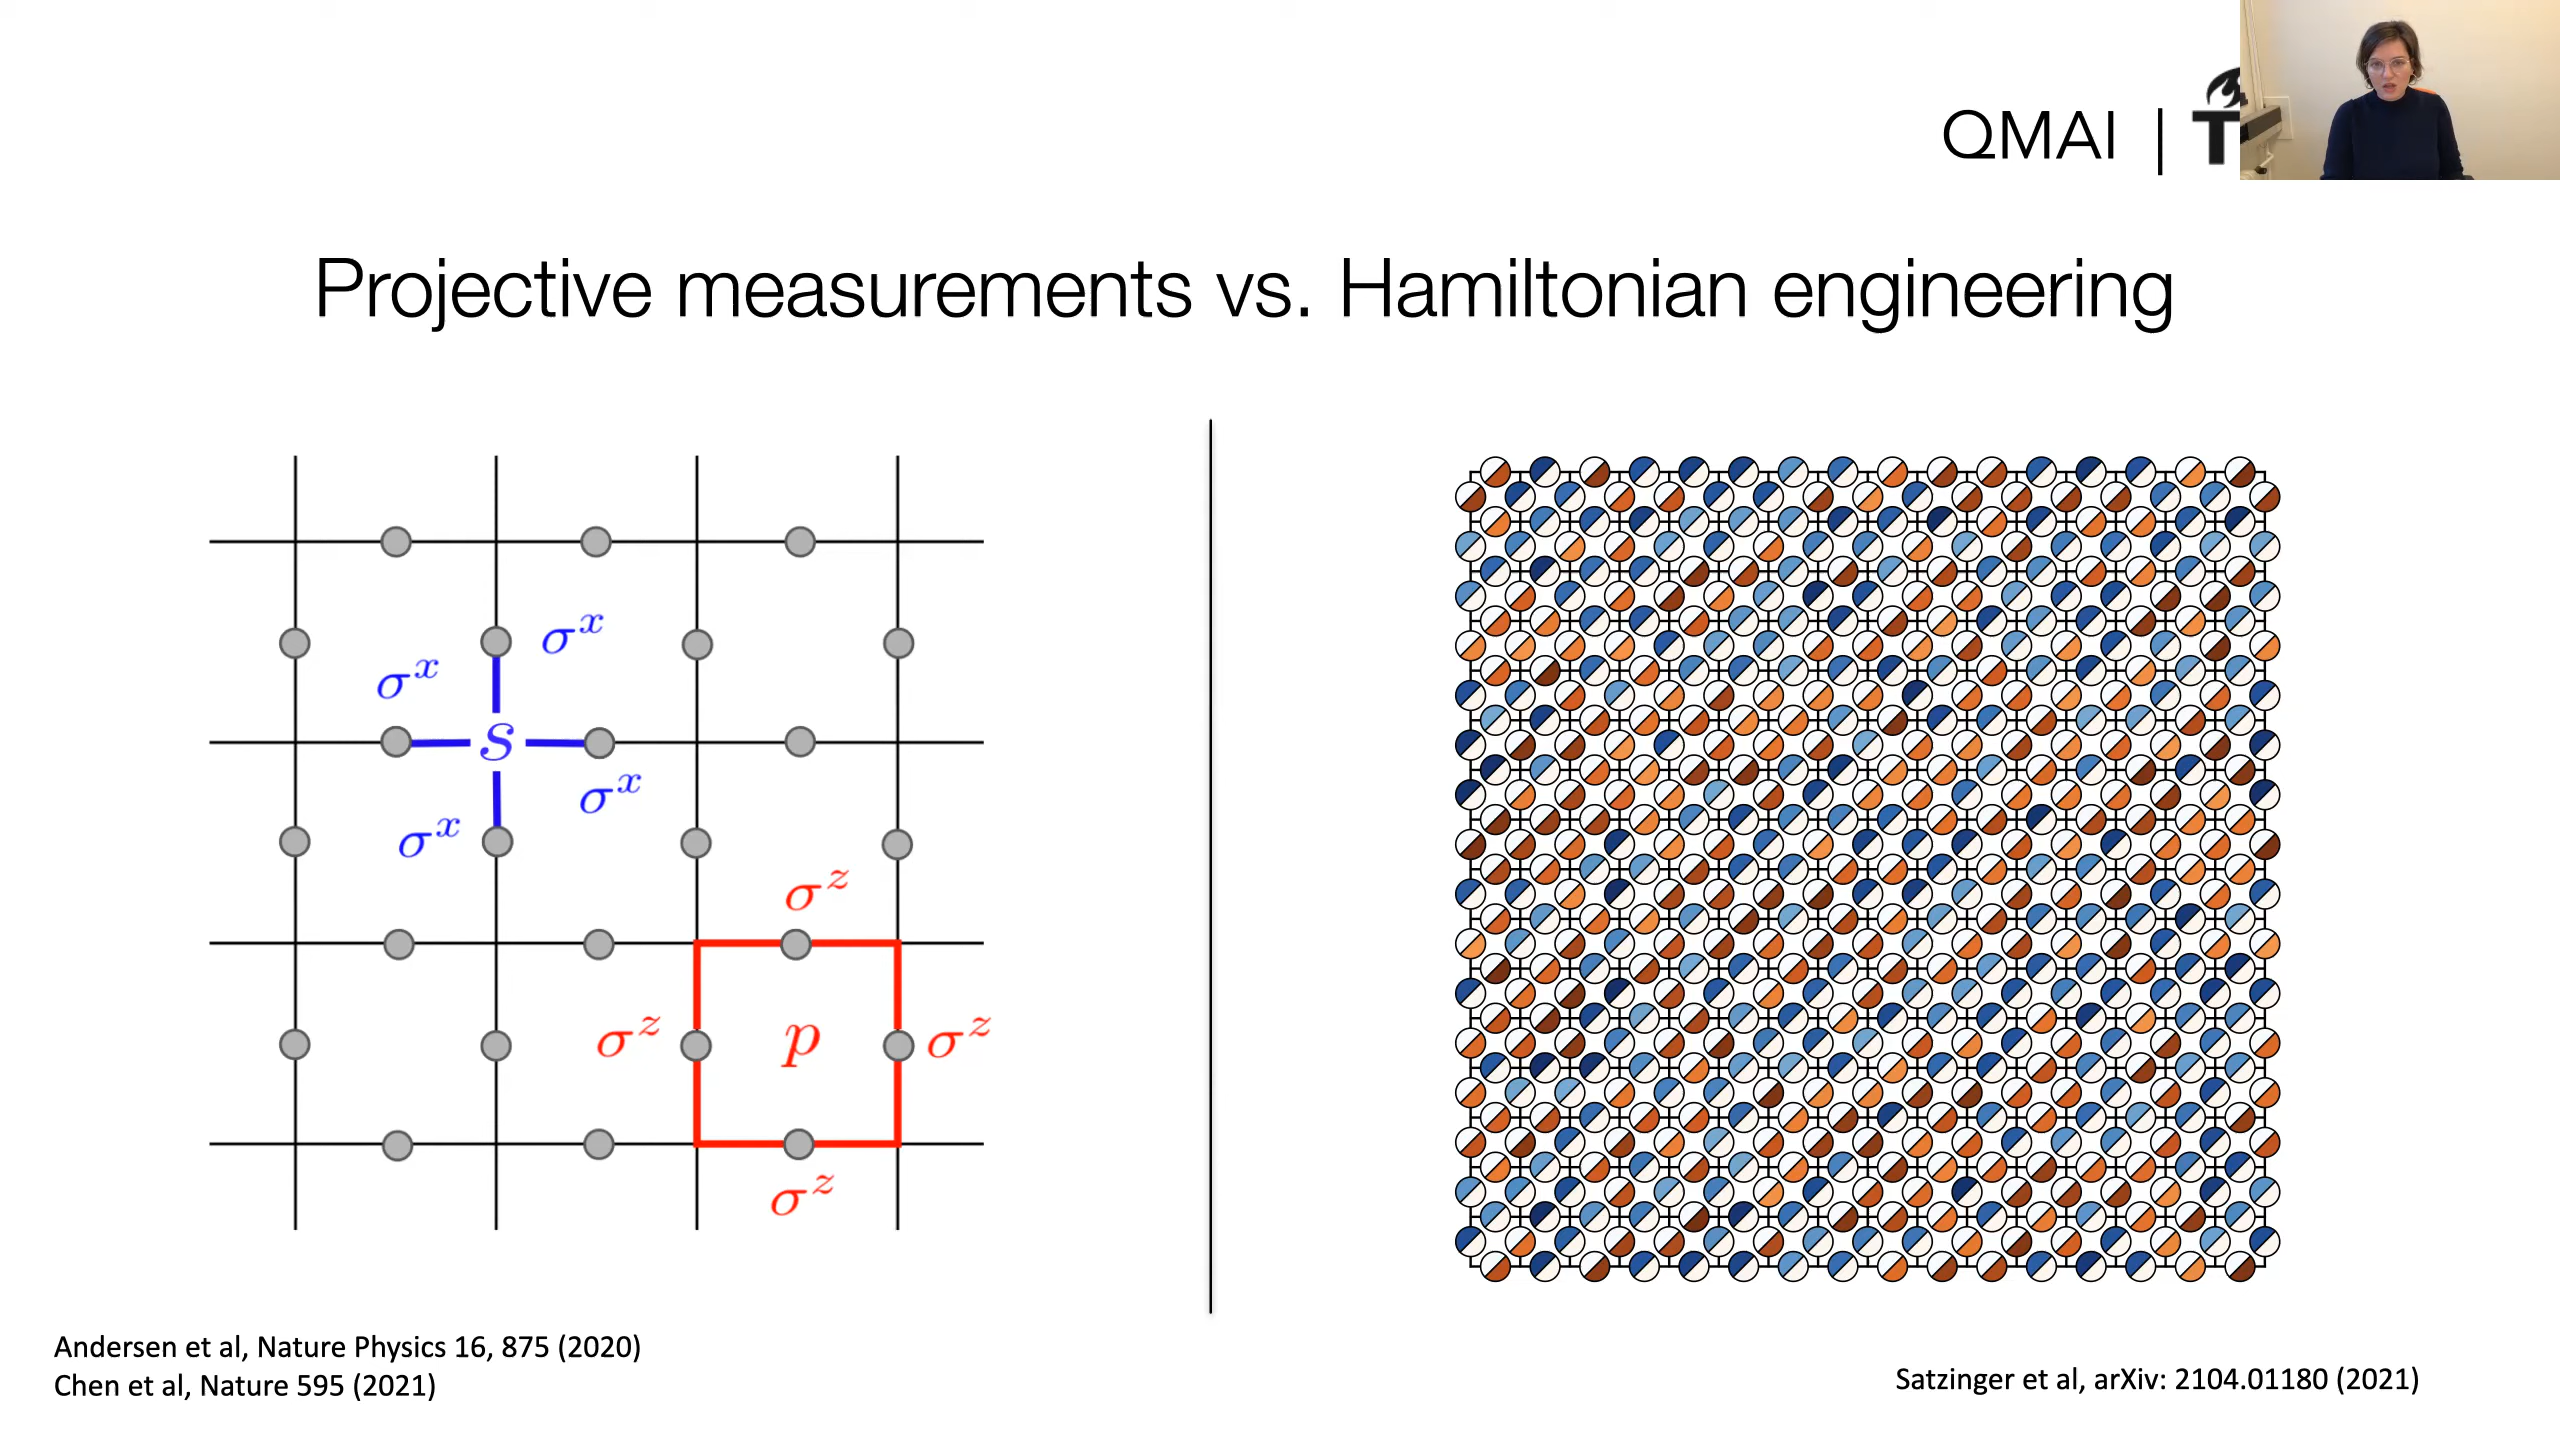 QMAI | T
Projective measurements vs. Hamiltonian engineering
σ^x
σ^x
s
σ^x
σ^x
σ^z
σ^z
p
σ^z
σ^z
Andersen et al, Nature Physics 16, 875 (2020)
Chen et al, Nature 595 (2021)
Satzinger et al, arXiv: 2104.01180 (2021)